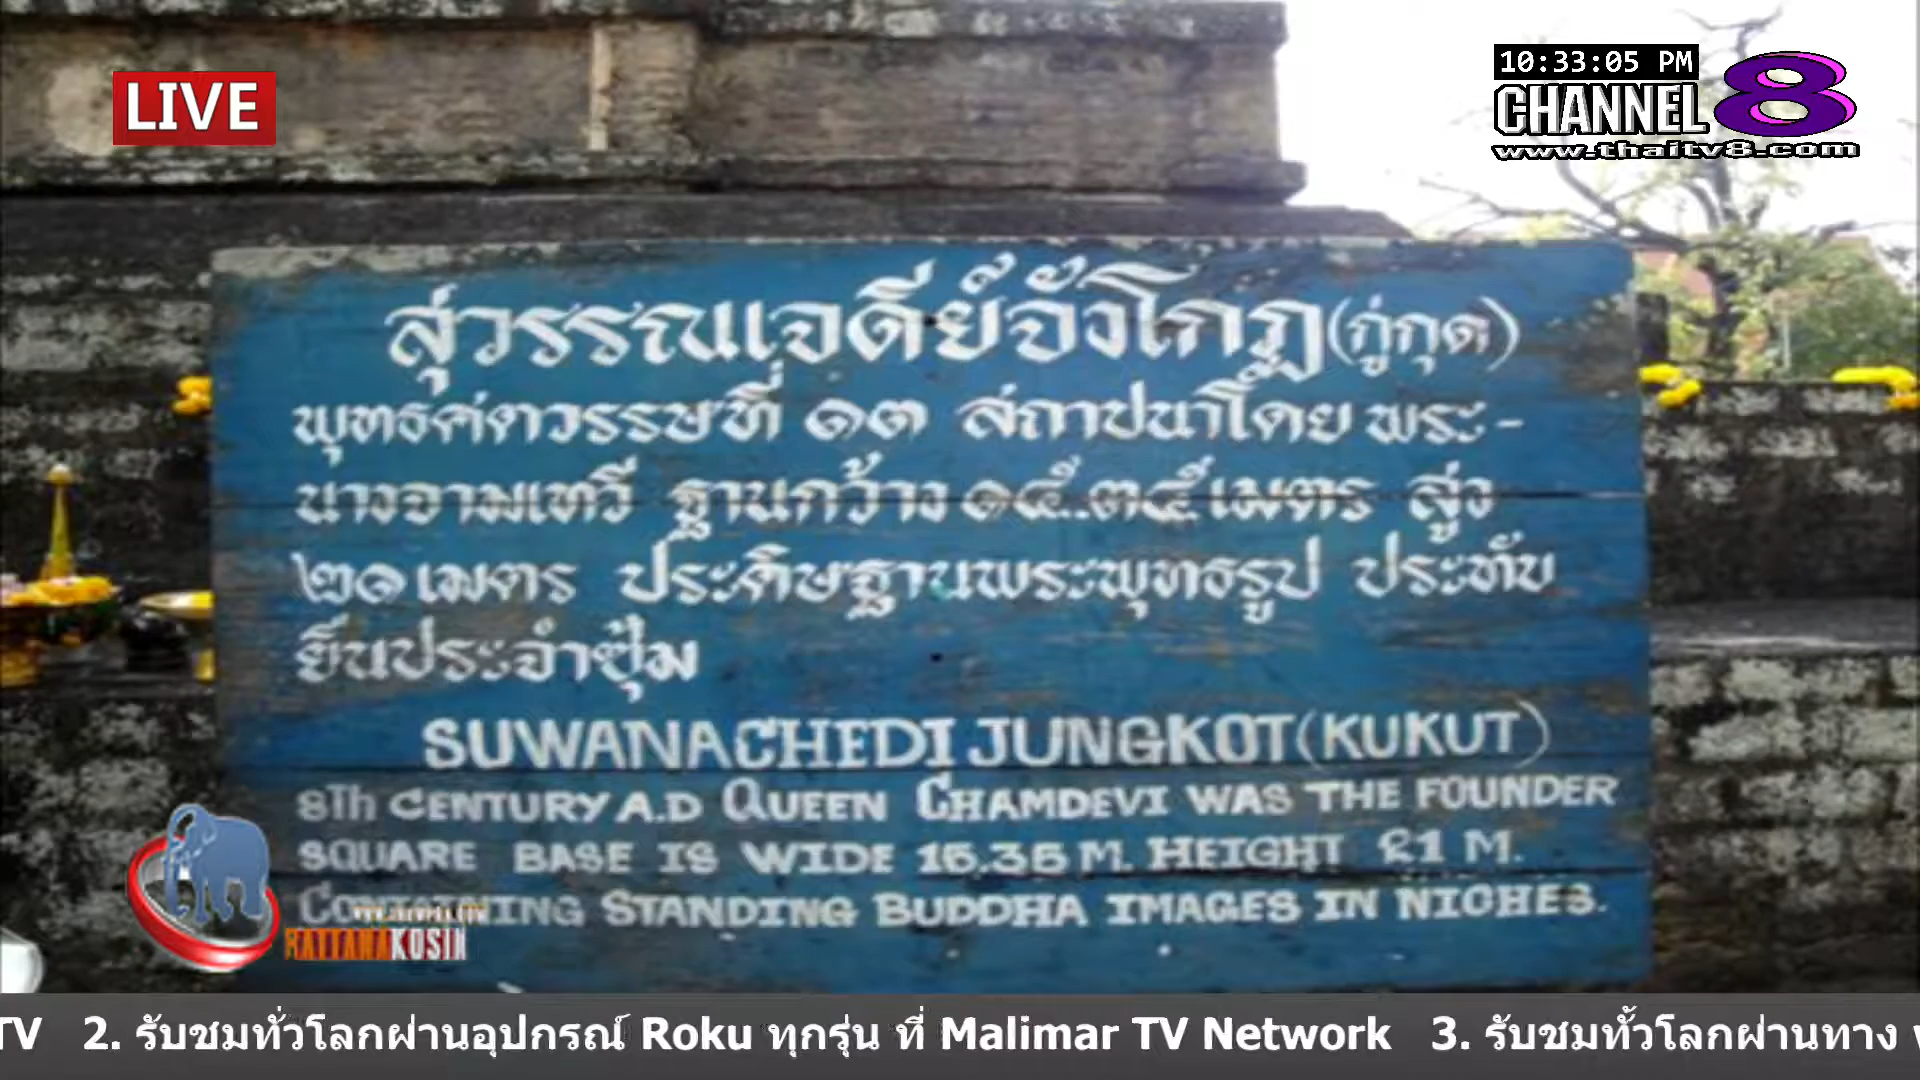 LIVE
10:33:05 PM
CHANNEL 8
www.thaitv8.com
สุวรรณเจดีย์จังโกฏ(กู่กุด)
พุทธศตวรรษที่ ๑๓ สถาปนาโดย พระ-
นางจามเทวี ฐานกว้าง ๑๕.๓๕ เมตร สูง
๒๑ เมตร ประดิษฐานพระพุทธรูป ประทับ
ยืนประจำซุ้ม
SUWANACHEDI JUNGKOT (KUKUT)
8TH CENTURY A.D QUEEN CHAMDEVI WAS THE FOUNDER
SQUARE BASE IS WIDE 15.35 M. HEIGHT 21 M.
STANDING BUDDHA IMAGES IN NICHES.
RATTANAKOSIN
TV 2. รับชมทั่วโลกผ่านอุปกรณ์ Roku ทุกรุ่น ที่ Malimar TV Network 3. รับชมทั้วโลกผ่านทาง